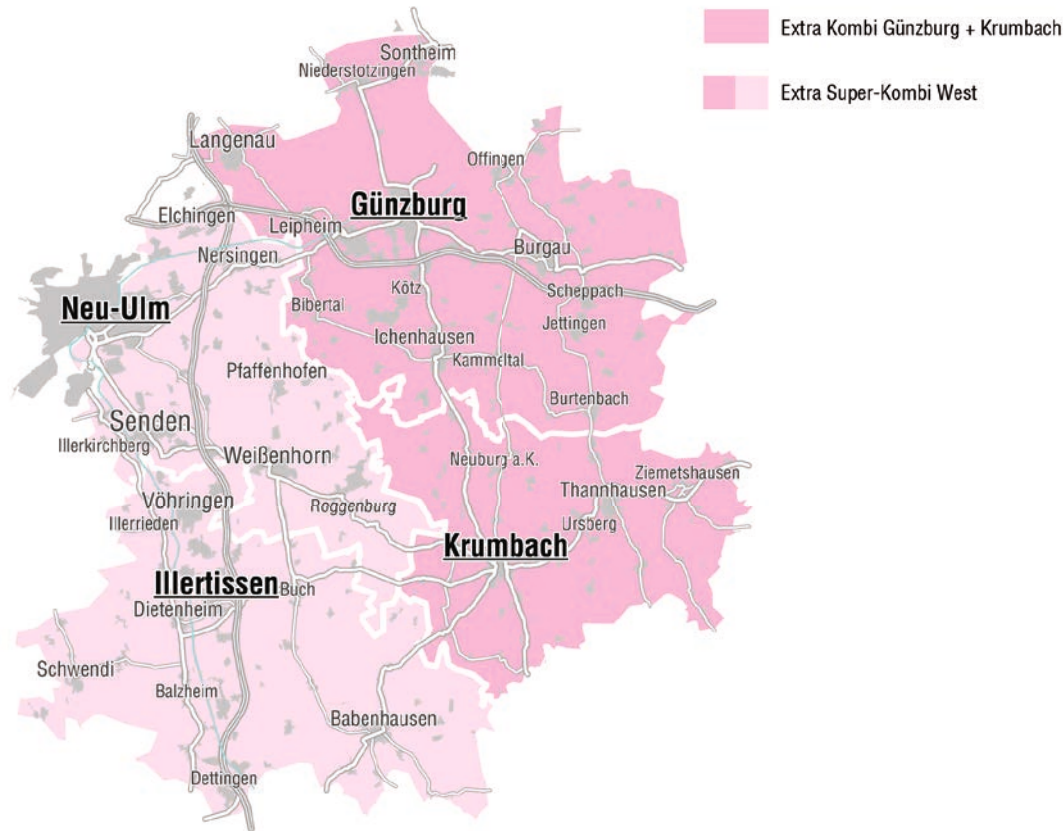 Extra Kombi Günzburg + Krumbach
Extra Super-Kombi West
Sontheim
Niederstotzingen
Langenau
Offingen
Günzburg
Elchingen
Leipheim
Burgau
Nersingen
Kötz
Scheppach
Bibertal
Neu-Ulm
Jettingen
Ichenhausen
Kammeltal
Pfaffenhofen
Burtenbach
Senden
Illerkirchberg
Weißenhorn
Neuburg a.K.
Ziemetshausen
Thannhausen
Vöhringen
Roggenburg
Illerrieden
Ursberg
Krumbach
Illertissen
Buch
Dietenheim
Schwendi
Balzheim
Babenhausen
Dettingen